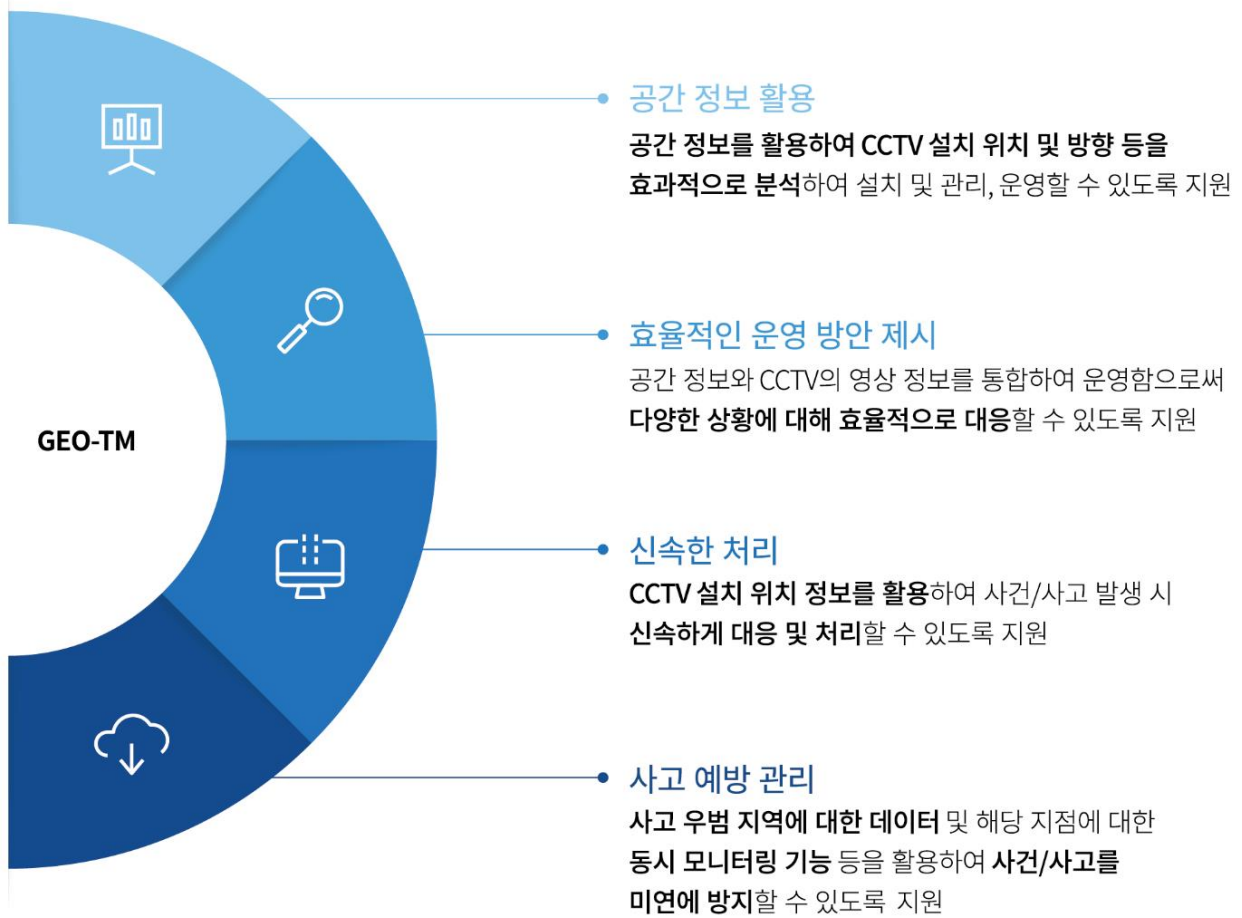 GEO-TM
공간 정보 활용
공간 정보를 활용하여 CCTV 설치 위치 및 방향 등을
효과적으로 분석하여 설치 및 관리, 운영할 수 있도록 지원
효율적인 운영 방안 제시
공간 정보와 CCTV의 영상 정보를 통합하여 운영함으로써
다양한 상황에 대해 효율적으로 대응할 수 있도록 지원
신속한 처리
CCTV 설치 위치 정보를 활용하여 사건/사고 발생 시
신속하게 대응 및 처리할 수 있도록 지원
사고 예방 관리
사고 우범 지역에 대한 데이터 및 해당 지점에 대한
동시 모니터링 기능 등을 활용하여 사건/사고를
미연에 방지할 수 있도록 지원